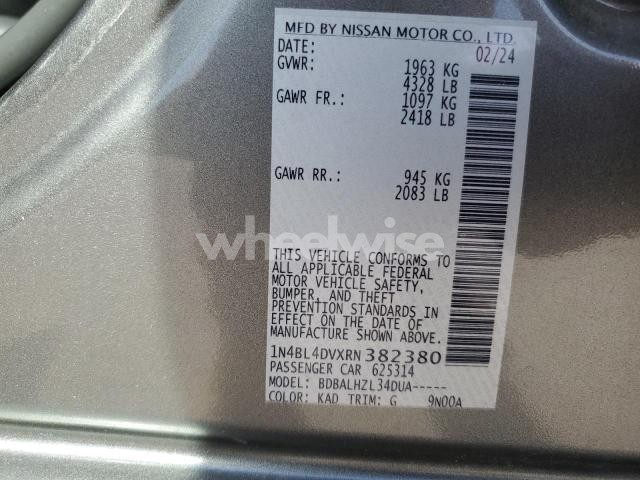 MFD BY NISSAN MOTOR CO., LTD.
DATE: 02/24
GVWR: 1963 KG
4328 LB
GAWR FR.: 1097 KG
2418 LB
GAWR RR.: 945 KG
2083 LB
wheelwise
THIS VEHICLE CONFORMS TO
ALL APPLICABLE FEDERAL
MOTOR VEHICLE SAFETY,
BUMPER, AND THEFT
PREVENTION STANDARDS IN
EFFECT ON THE DATE OF
MANUFACTURE SHOWN ABOVE.
1N4BL4DVXRN382380
PASSENGER CAR 625314
MODEL: BDBALHZL34DUA-----
COLOR: KAD TRIM: G 9N00A